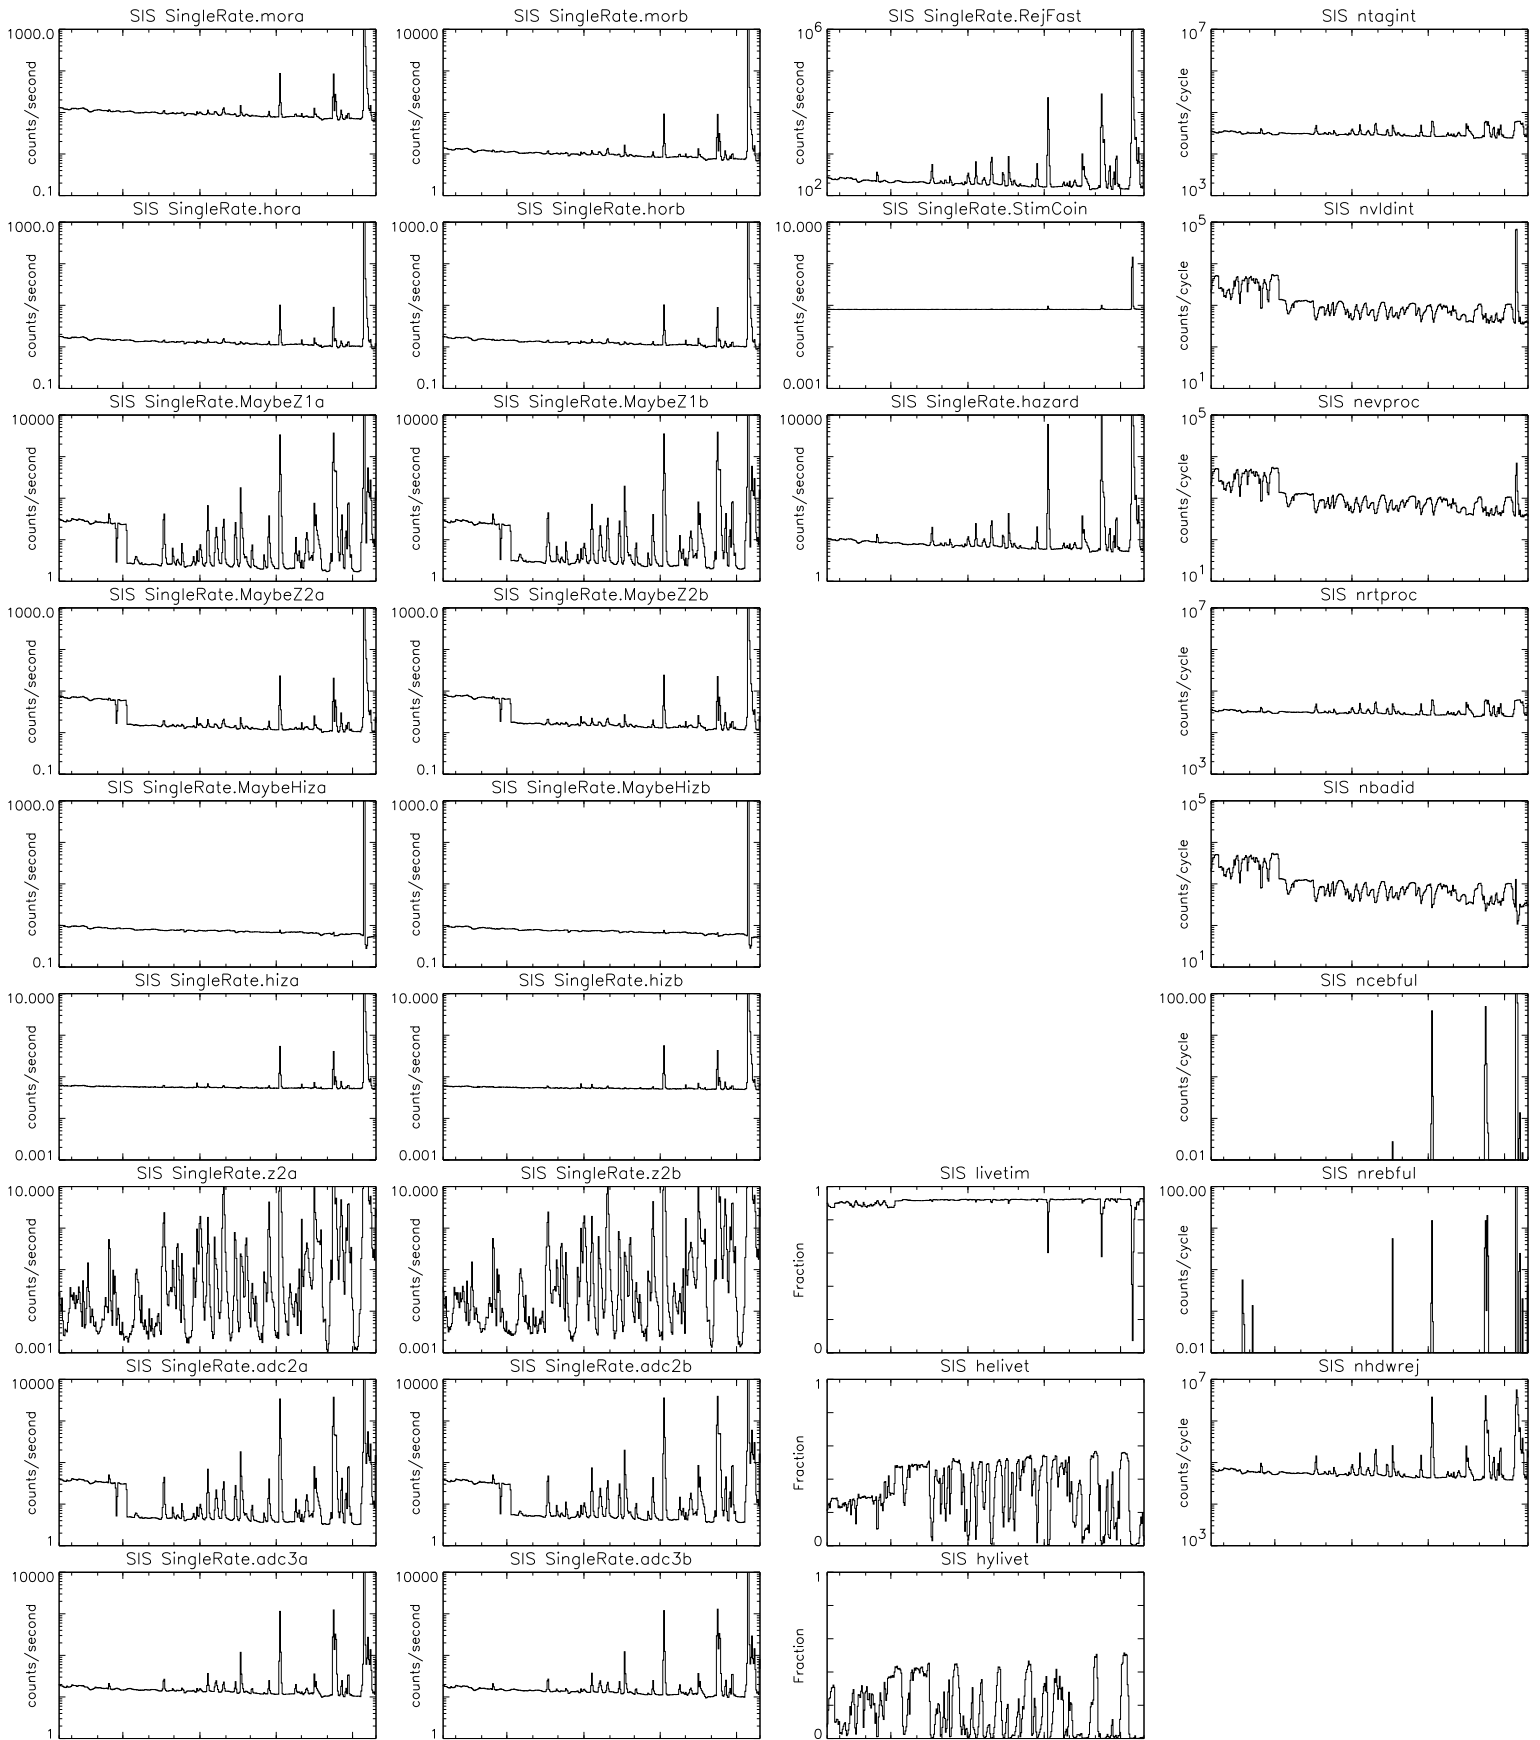 SIS SingleRate.mora
1000.0
counts/second
0.1
SIS SingleRate.morb
10000
counts/second
1
SIS SingleRate.RejFast
10^6
counts/second
10^2
SIS ntagint
10^7
counts/cycle
10^3
SIS SingleRate.hora
1000.0
counts/second
0.1
SIS SingleRate.horb
1000.0
counts/second
0.1
SIS SingleRate.StimCoin
10.000
counts/second
0.001
SIS nvldint
10^5
counts/cycle
10^1
SIS SingleRate.MaybeZ1a
10000
counts/second
1
SIS SingleRate.MaybeZ1b
10000
counts/second
1
SIS SingleRate.hazard
10000
counts/second
1
SIS nevproc
10^5
counts/cycle
10^1
SIS SingleRate.MaybeZ2a
1000.0
counts/second
0.1
SIS SingleRate.MaybeZ2b
1000.0
counts/second
0.1
SIS nrtproc
10^7
counts/cycle
10^3
SIS SingleRate.MaybeHiza
1000.0
counts/second
0.1
SIS SingleRate.MaybeHizb
1000.0
counts/second
0.1
SIS nbadid
10^5
counts/cycle
10^1
SIS SingleRate.hiza
10.000
counts/second
0.001
SIS SingleRate.hizb
10.000
counts/second
0.001
SIS ncebful
100.00
counts/cycle
0.01
SIS SingleRate.z2a
10.000
counts/second
0.001
SIS SingleRate.z2b
10.000
counts/second
0.001
SIS livetim
1
Fraction
0
SIS nrebful
100.00
counts/cycle
0.01
SIS SingleRate.adc2a
10000
counts/second
1
SIS SingleRate.adc2b
10000
counts/second
1
SIS helivet
1
Fraction
0
SIS nhdwrej
10^7
counts/cycle
10^3
SIS SingleRate.adc3a
10000
counts/second
1
SIS SingleRate.adc3b
10000
counts/second
1
SIS hylivet
1
Fraction
0